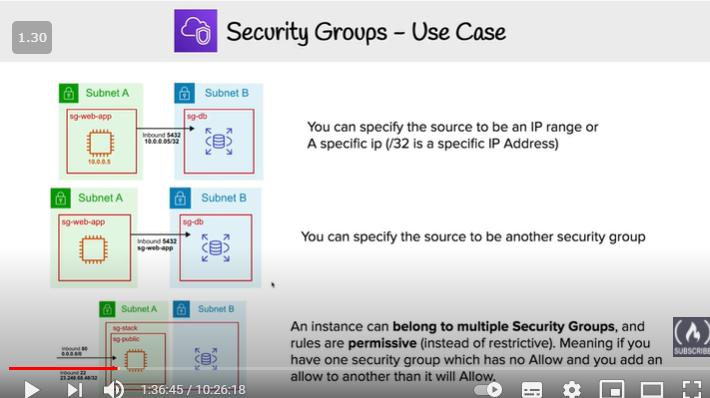 1.30
Security Groups – Use Case
Subnet A
Subnet B
sg-web-app
sg-db
Inbound 5432
10.0.0.05/32
10.0.0.5
You can specify the source to be an IP range or
A specific ip (/32 is a specific IP Address)
Subnet A
Subnet B
sg-web-app
sg-db
Inbound 5432
sg-web-app
You can specify the source to be another security group
Subnet A
Subnet B
sg-stack
sg-public
Inbound 80
0.0.0.0/0
Inbound 22
An instance can belong to multiple Security Groups, and
rules are permissive (instead of restrictive). Meaning if you
have one security group which has no Allow and you add an
allow to another than it will Allow.
SUBSCRIBE
1:36:45 / 10:26:18